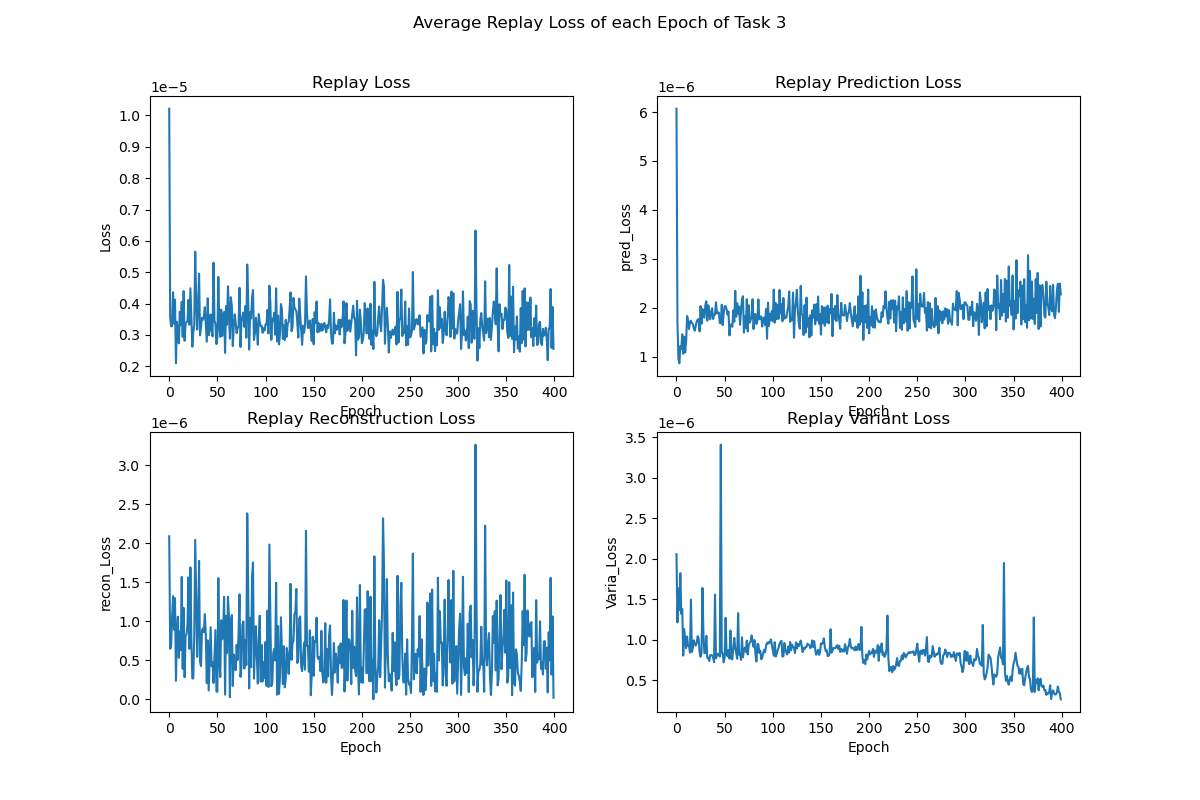 Average Replay Loss of each Epoch of Task 3
1e−5
Replay Loss
1.0
0.9
0.8
0.7
0.6
0.5
0.4
0.3
0.2
Loss
0 50 100 150 200 250 300 350 400
Epoch
1e−6
Replay Prediction Loss
6
5
4
3
2
1
pred_Loss
0 50 100 150 200 250 300 350 400
Epoch
1e−6
Replay Reconstruction Loss
3.0
2.5
2.0
1.5
1.0
0.5
0.0
recon_Loss
0 50 100 150 200 250 300 350 400
Epoch
1e−6
Replay Variant Loss
3.5
3.0
2.5
2.0
1.5
1.0
0.5
Varia_Loss
0 50 100 150 200 250 300 350 400
Epoch